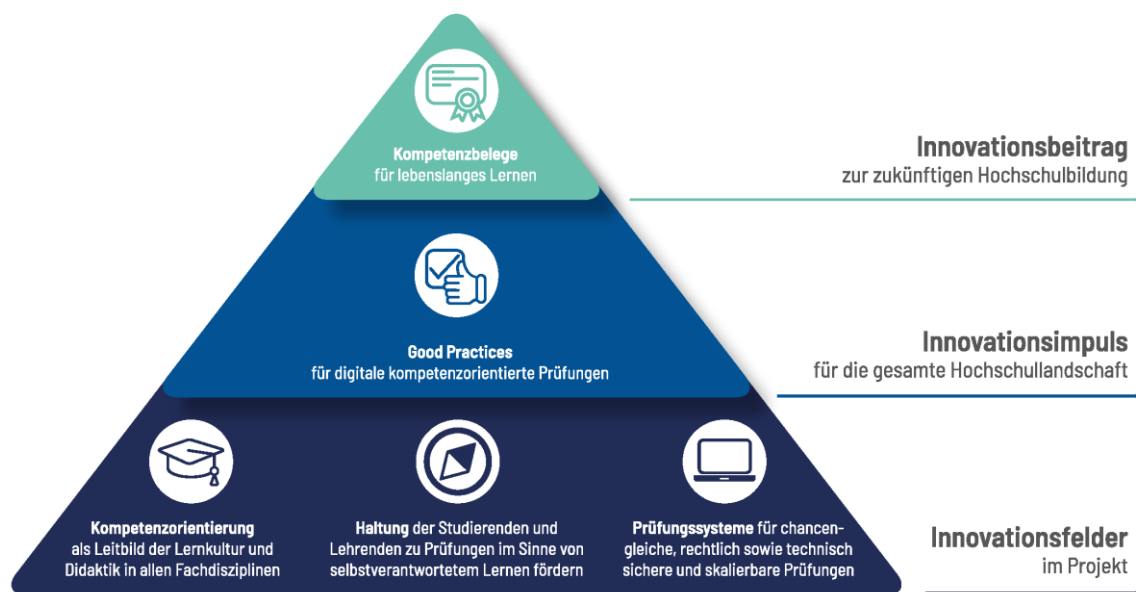 Kompetenzbelege
für lebenslanges Lernen
Innovationsbeitrag
zur zukünftigen Hochschulbildung
Good Practices
für digitale kompetenzorientierte Prüfungen
Innovationsimpuls
für die gesamte Hochschullandschaft
Kompetenzorientierung
als Leitbild der Lernkultur und
Didaktik in allen Fachdisziplinen
Haltung der Studierenden und
Lehrenden zu Prüfungen im Sinne von
selbstverantwortetem Lernen fördern
Prüfungssysteme für chancen-
gleiche, rechtlich sowie technisch
sichere und skalierbare Prüfungen
Innovationsfelder
im Projekt